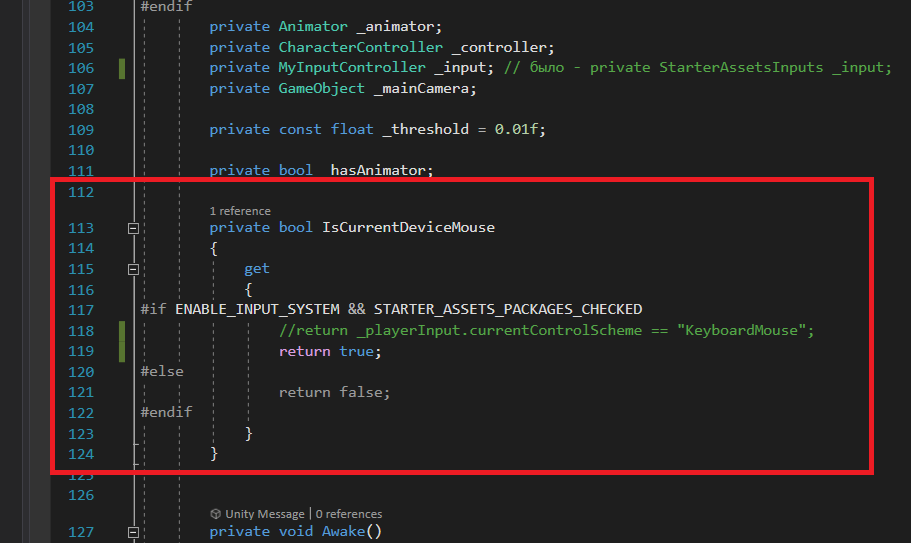 103 #endif
104 private Animator _animator;
105 private CharacterController _controller;
106 private MyInputController _input; // было - private StarterAssetsInputs _input;
107 private GameObject _mainCamera;
108
109 private const float _threshold = 0.01f;
110
111 private bool _hasAnimator;
112
1 reference
113 private bool IsCurrentDeviceMouse
114 {
115 get
116 {
117 #if ENABLE_INPUT_SYSTEM && STARTER_ASSETS_PACKAGES_CHECKED
118 //return _playerInput.currentControlScheme == "KeyboardMouse";
119 return true;
120 #else
121 return false;
122 #endif
123 }
124 }
125
126
Unity Message | 0 references
127 private void Awake()